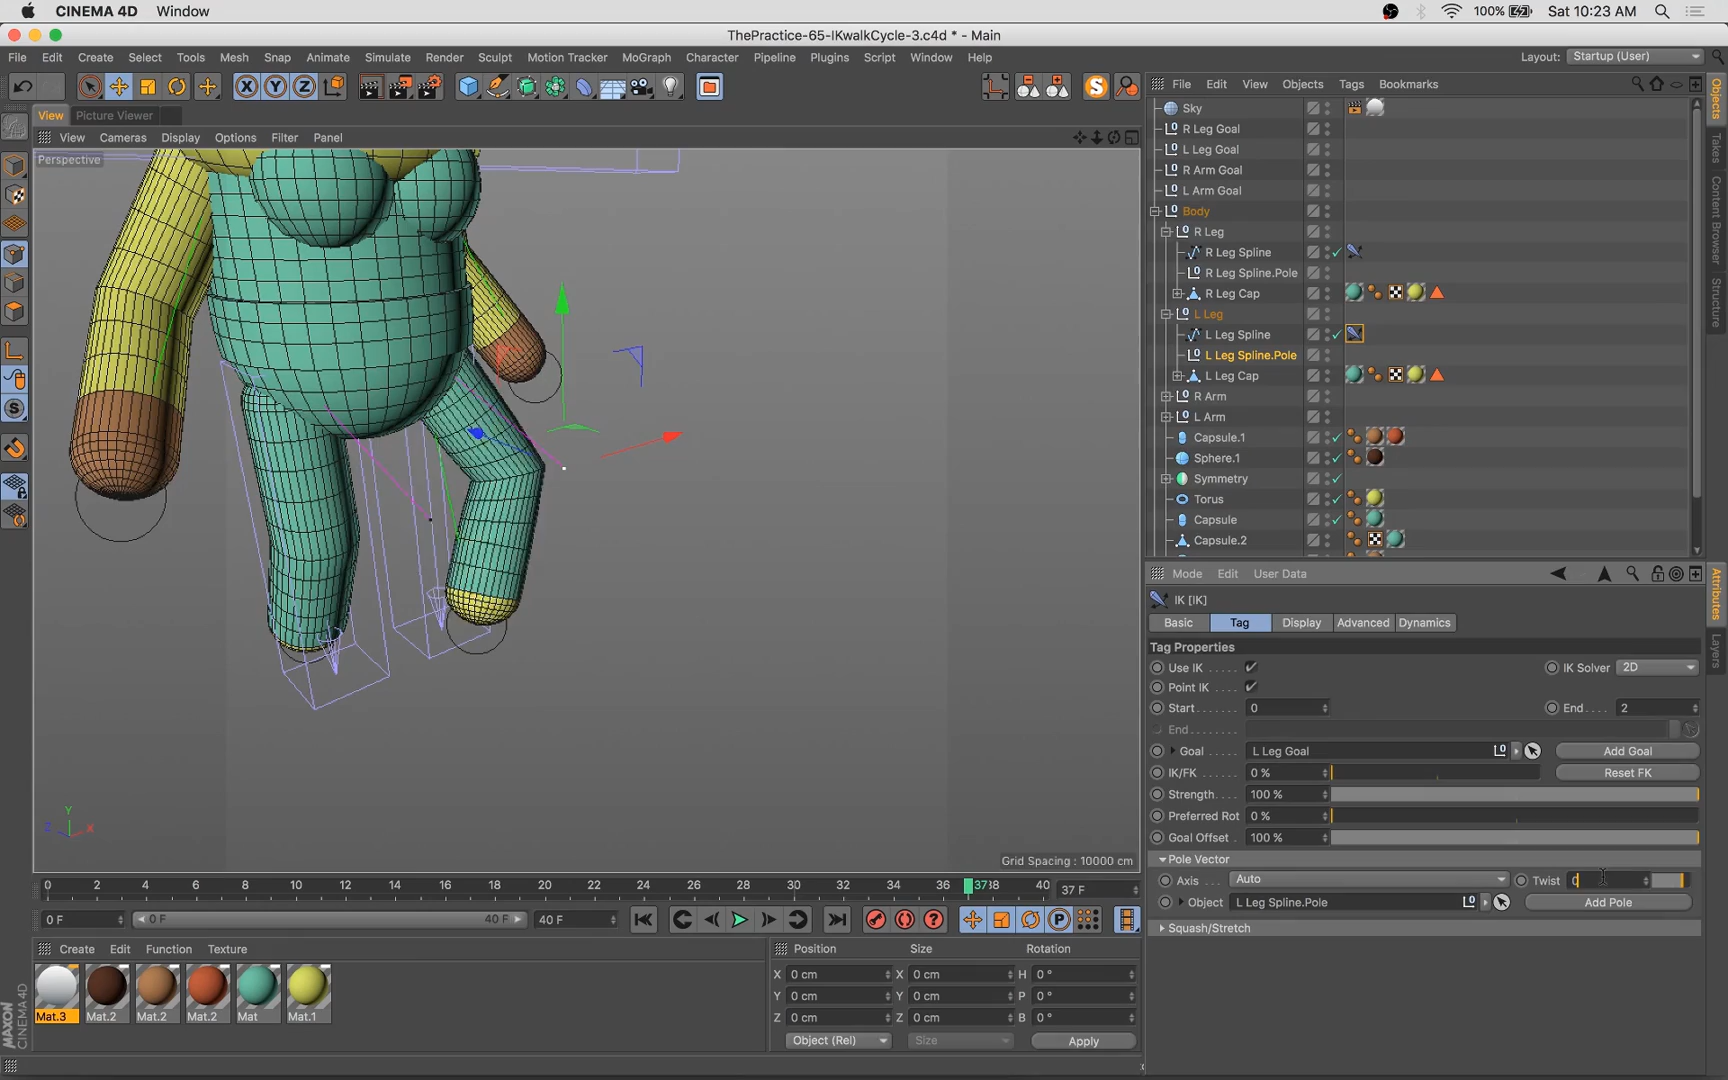 CINEMA 4D Window 100% Sat 10:23 AM
ThePractice-65-IKwalkCycle-3.c4d * - Main
File Edit Create Select Tools Mesh Snap Animate Simulate Render Sculpt Motion Tracker MoGraph Character Pipeline Plugins Script Window Help Layout: Startup (User)
X Y Z S File Edit View Objects Tags Bookmarks
View Picture Viewer
View Cameras Display Options Filter Panel
Perspective
Sky
R Leg Goal
L Leg Goal
R Arm Goal
L Arm Goal
Body
R Leg
R Leg Spline
R Leg Spline.Pole
R Leg Cap
L Leg
L Leg Spline
L Leg Spline.Pole
L Leg Cap
R Arm
L Arm
Capsule.1
Sphere.1
Symmetry
Torus
Capsule
Capsule.2
Objects
Takes
Content Browser
Structure
Mode Edit User Data
IK [IK]
Basic Tag Display Advanced Dynamics
Tag Properties
Use IK IK Solver 2D
Point IK
Start 0 End 2
End
Goal L Leg Goal Add Goal
IK/FK 0 % Reset FK
Strength 100 %
Preferred Rot 0 %
Goal Offset 100 %
Pole Vector
Axis Auto Twist 0
Object L Leg Spline.Pole Add Pole
Squash/Stretch
Attributes
Layers
Y
Z X
Grid Spacing : 10000 cm
0 2 4 6 8 10 12 14 16 18 20 22 24 26 28 30 32 34 36 37 38 40 37 F
0 F 0 F 40 F 40 F
Create Edit Function Texture
Mat.3 Mat.2 Mat.2 Mat.2 Mat Mat.1
Position Size Rotation
X 0 cm X 0 cm H 0 °
Y 0 cm Y 0 cm P 0 °
Z 0 cm Z 0 cm B 0 °
Object (Rel) Size Apply
MAXON CINEMA 4D